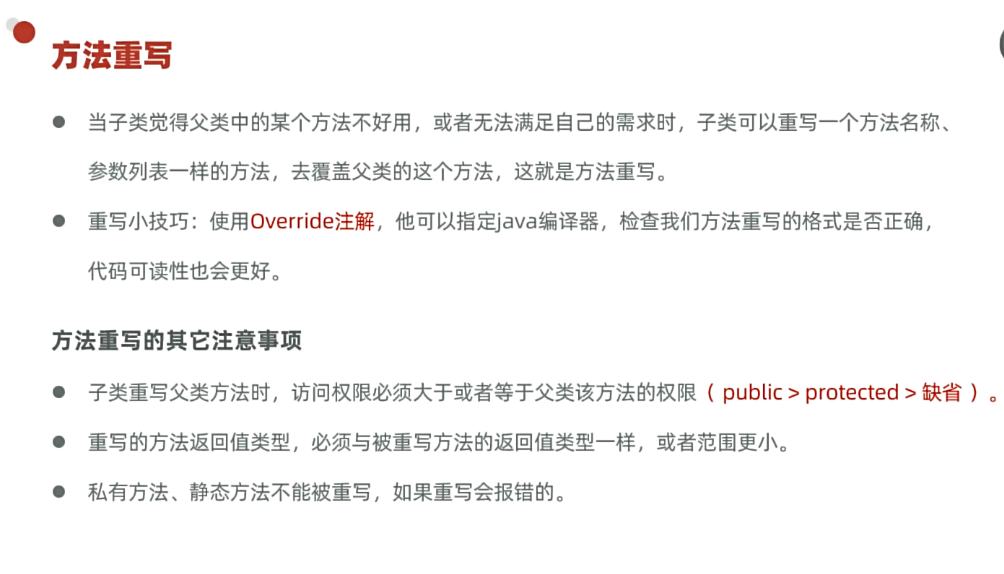 方法重写
当子类觉得父类中的某个方法不好用，或者无法满足自己的需求时，子类可以重写一个方法名称、
参数列表一样的方法，去覆盖父类的这个方法，这就是方法重写。
重写小技巧：使用Override注解，他可以指定java编译器，检查我们方法重写的格式是否正确，
代码可读性也会更好。
方法重写的其它注意事项
子类重写父类方法时，访问权限必须大于或者等于父类该方法的权限（ public > protected > 缺省 ）。
重写的方法返回值类型，必须与被重写方法的返回值类型一样，或者范围更小。
私有方法、静态方法不能被重写，如果重写会报错的。